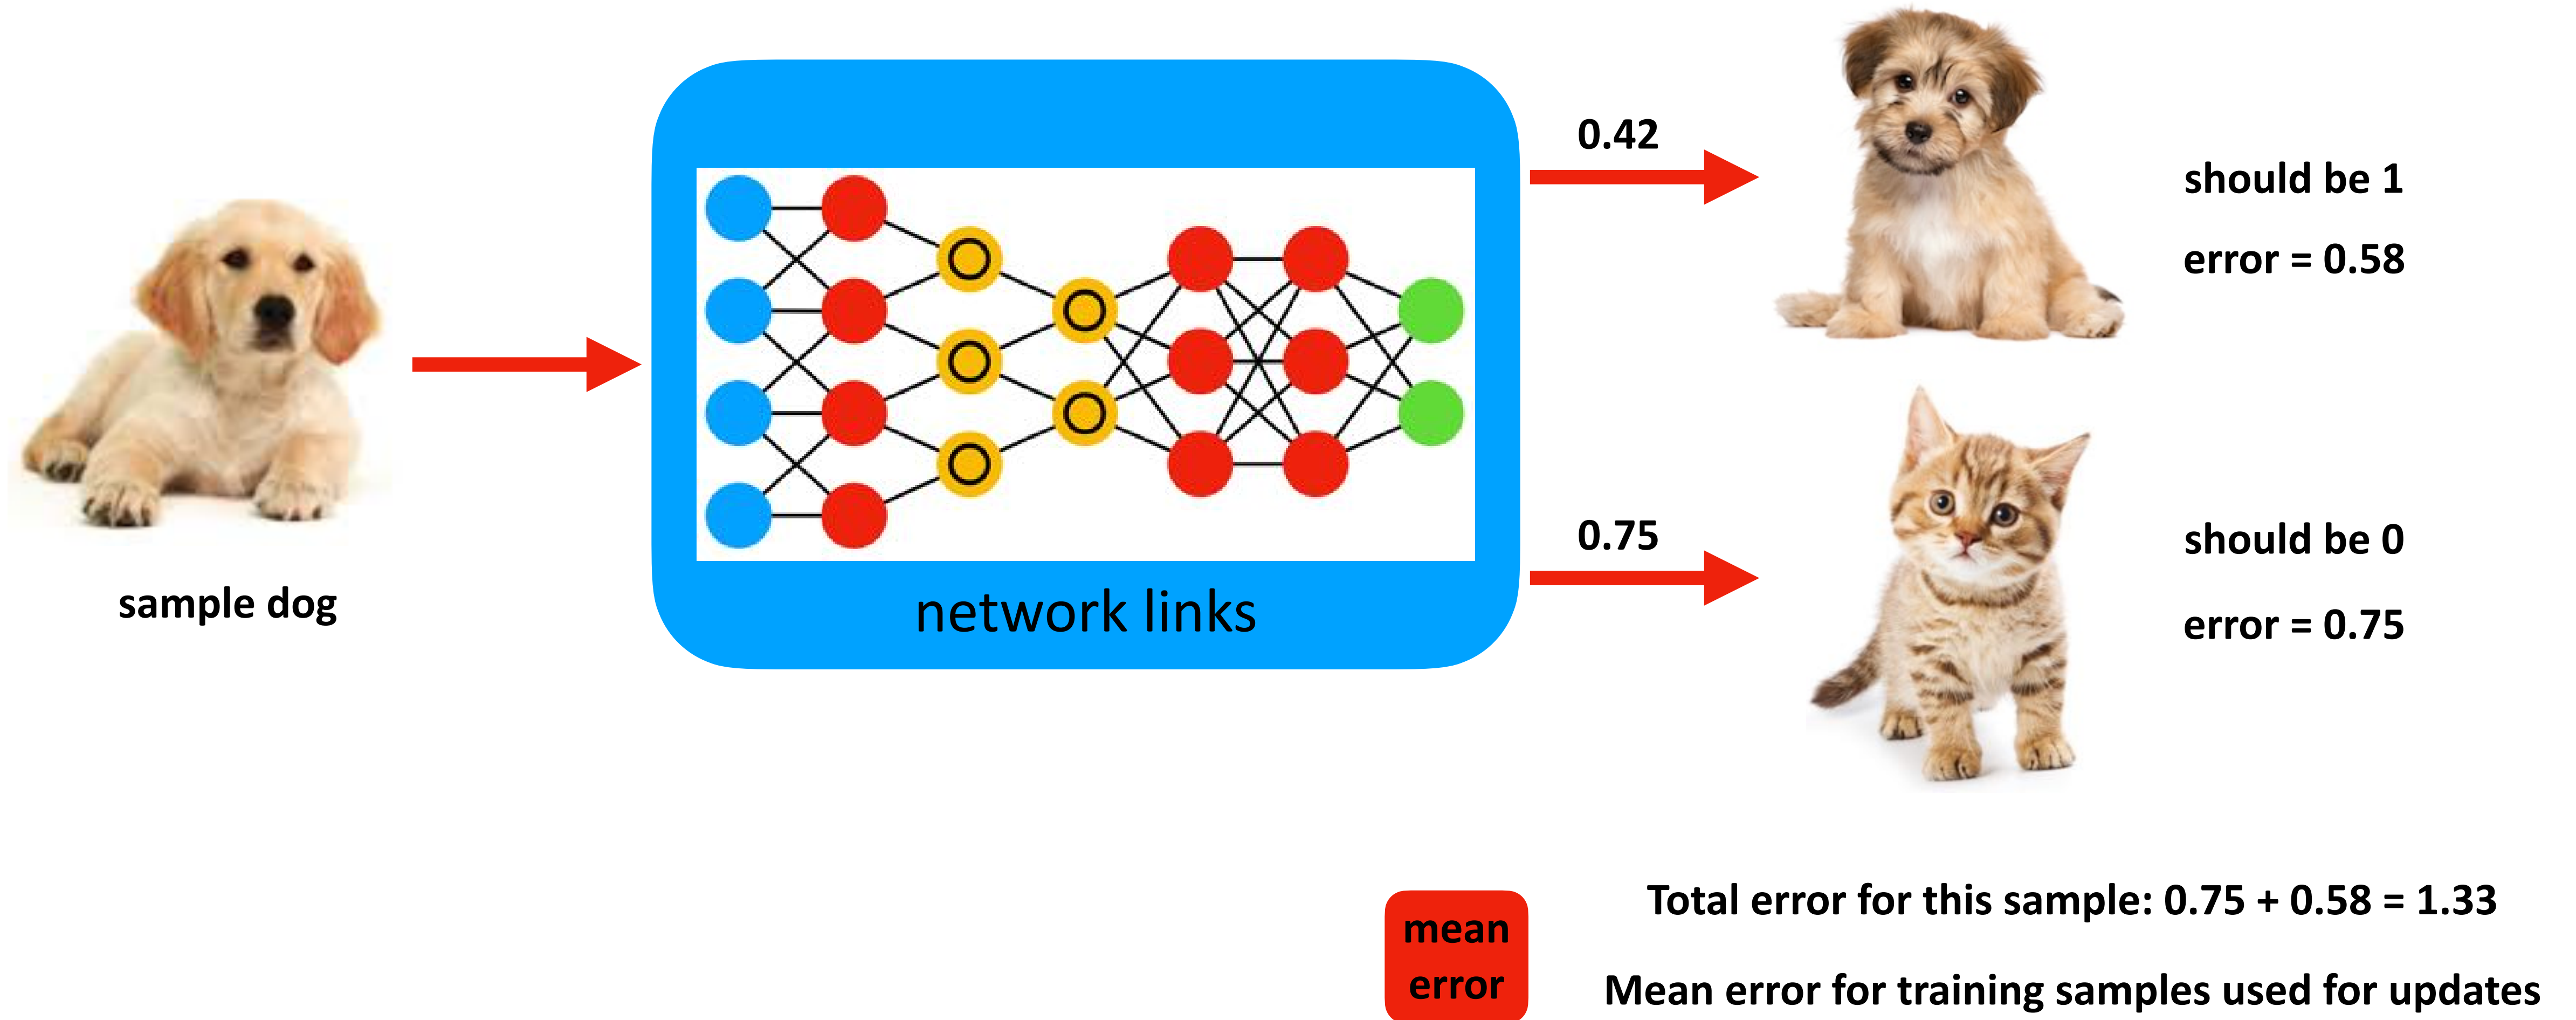 sample dog
network links
0.42
should be 1
error = 0.58
0.75
should be 0
error = 0.75
mean
error
Total error for this sample: 0.75 + 0.58 = 1.33
Mean error for training samples used for updates